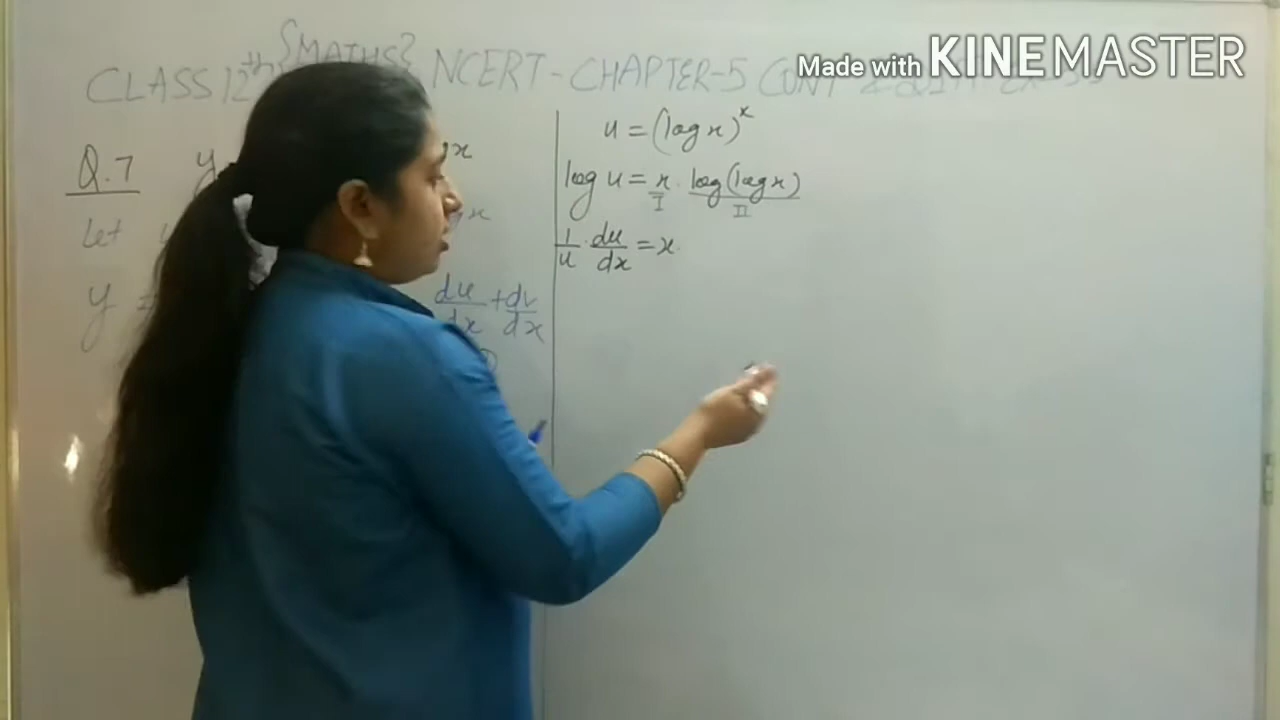 {MATHS}
CLASS 12th NCERT - CHAPTER-5 CONT
Made with KINEMASTER
Q.7 y x
Let
y = du/dx + dv/dx
u = (log x)^x
log u = x . log(log x)
I II
1/u . du/dx = x .